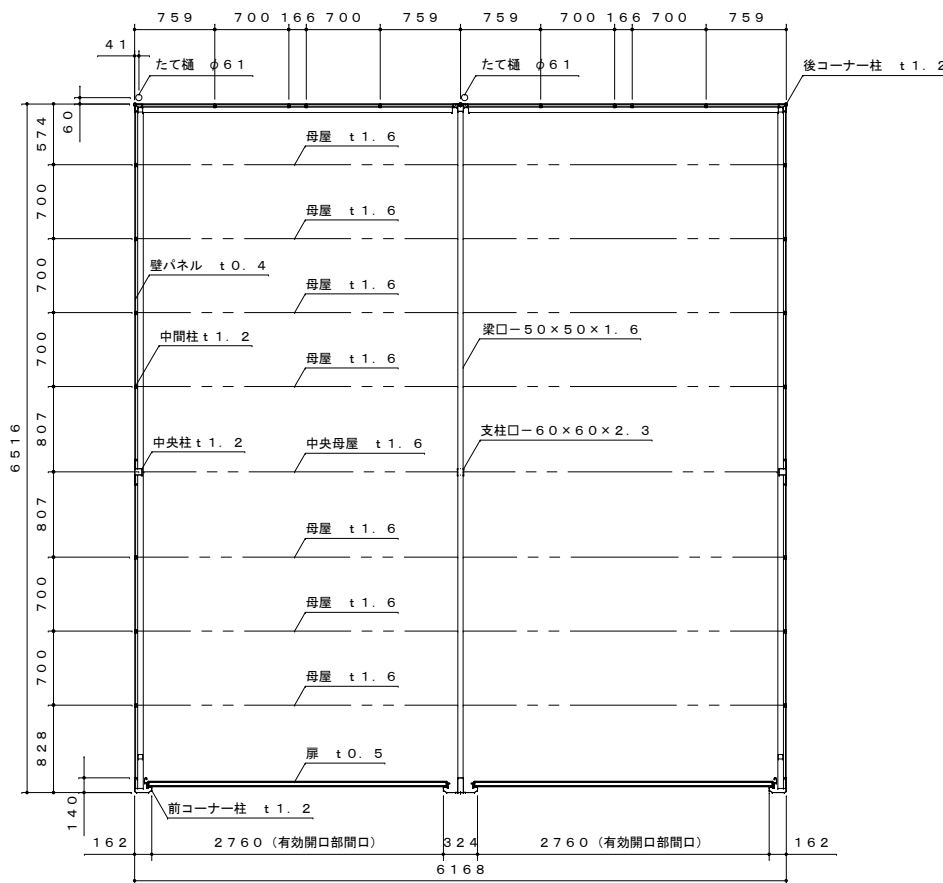 759 700 166 700 759 759 700 166 700 759
41
たて樋 φ61
たて樋 φ61
後コーナー柱 t1.2
60
574
母屋 t1.6
700
母屋 t1.6
700
壁パネル t0.4
母屋 t1.6
700
中間柱t1.2
梁口-50×50×1.6
母屋 t1.6
807
6516
中央柱t1.2
中央母屋 t1.6
支柱口-60×60×2.3
807
母屋 t1.6
700
母屋 t1.6
700
母屋 t1.6
828
扉 t0.5
140
前コーナー柱 t1.2
162 2760(有効開口部間口) 324 2760(有効開口部間口) 162
6168